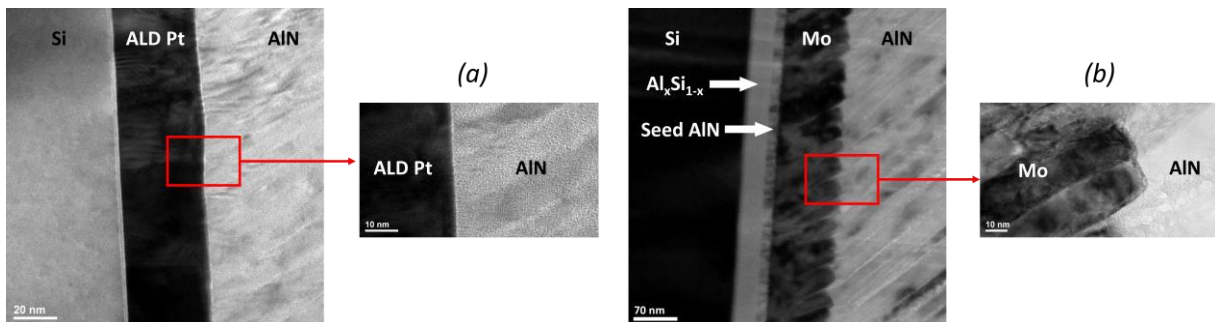 Si
ALD Pt
AlN
20 nm
(a)
ALD Pt
AlN
10 nm
Si
Mo
AlN
AlxSi1-x
Seed AlN
70 nm
(b)
Mo
AlN
10 nm